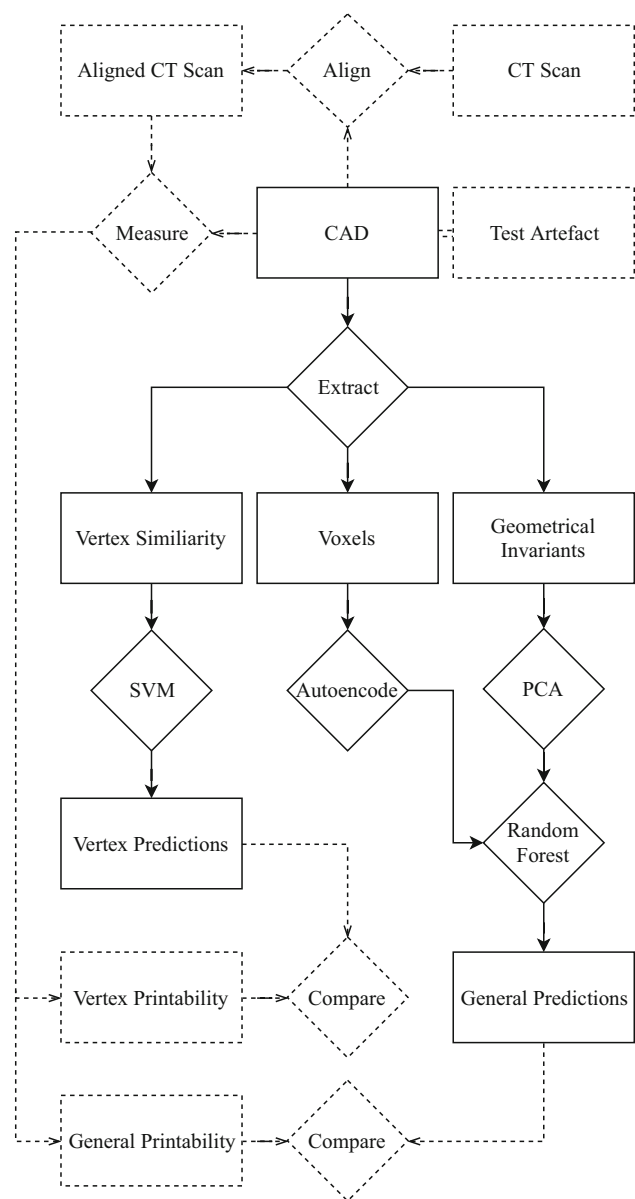 Aligned CT Scan
Align
CT Scan
Measure
CAD
Test Artefact
Extract
Vertex Similiarity
Voxels
Geometrical
Invariants
SVM
Autoencode
PCA
Vertex Predictions
Random
Forest
Vertex Printability
Compare
General Predictions
General Printability
Compare